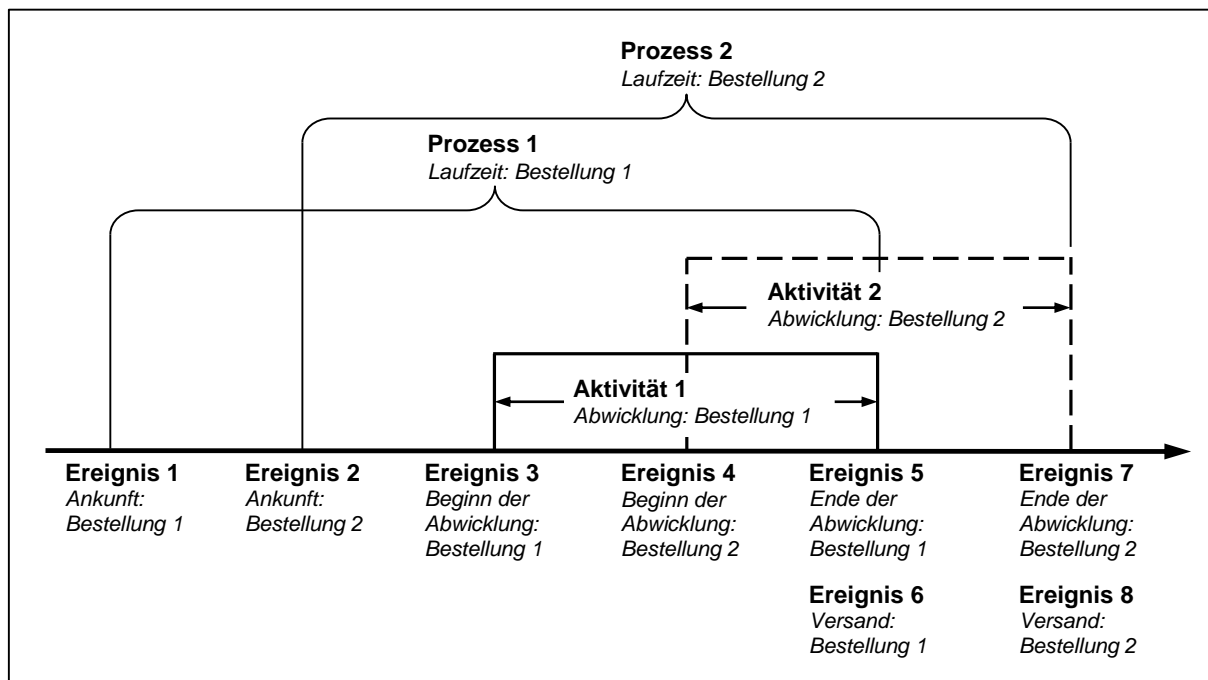 Prozess 2
Laufzeit: Bestellung 2
Prozess 1
Laufzeit: Bestellung 1
Aktivität 2
Abwicklung: Bestellung 2
Aktivität 1
Abwicklung: Bestellung 1
Ereignis 1
Ankunft:
Bestellung 1
Ereignis 2
Ankunft:
Bestellung 2
Ereignis 3
Beginn der
Abwicklung:
Bestellung 1
Ereignis 4
Beginn der
Abwicklung:
Bestellung 2
Ereignis 5
Ende der
Abwicklung:
Bestellung 1
Ereignis 7
Ende der
Abwicklung:
Bestellung 2
Ereignis 6
Versand:
Bestellung 1
Ereignis 8
Versand:
Bestellung 2